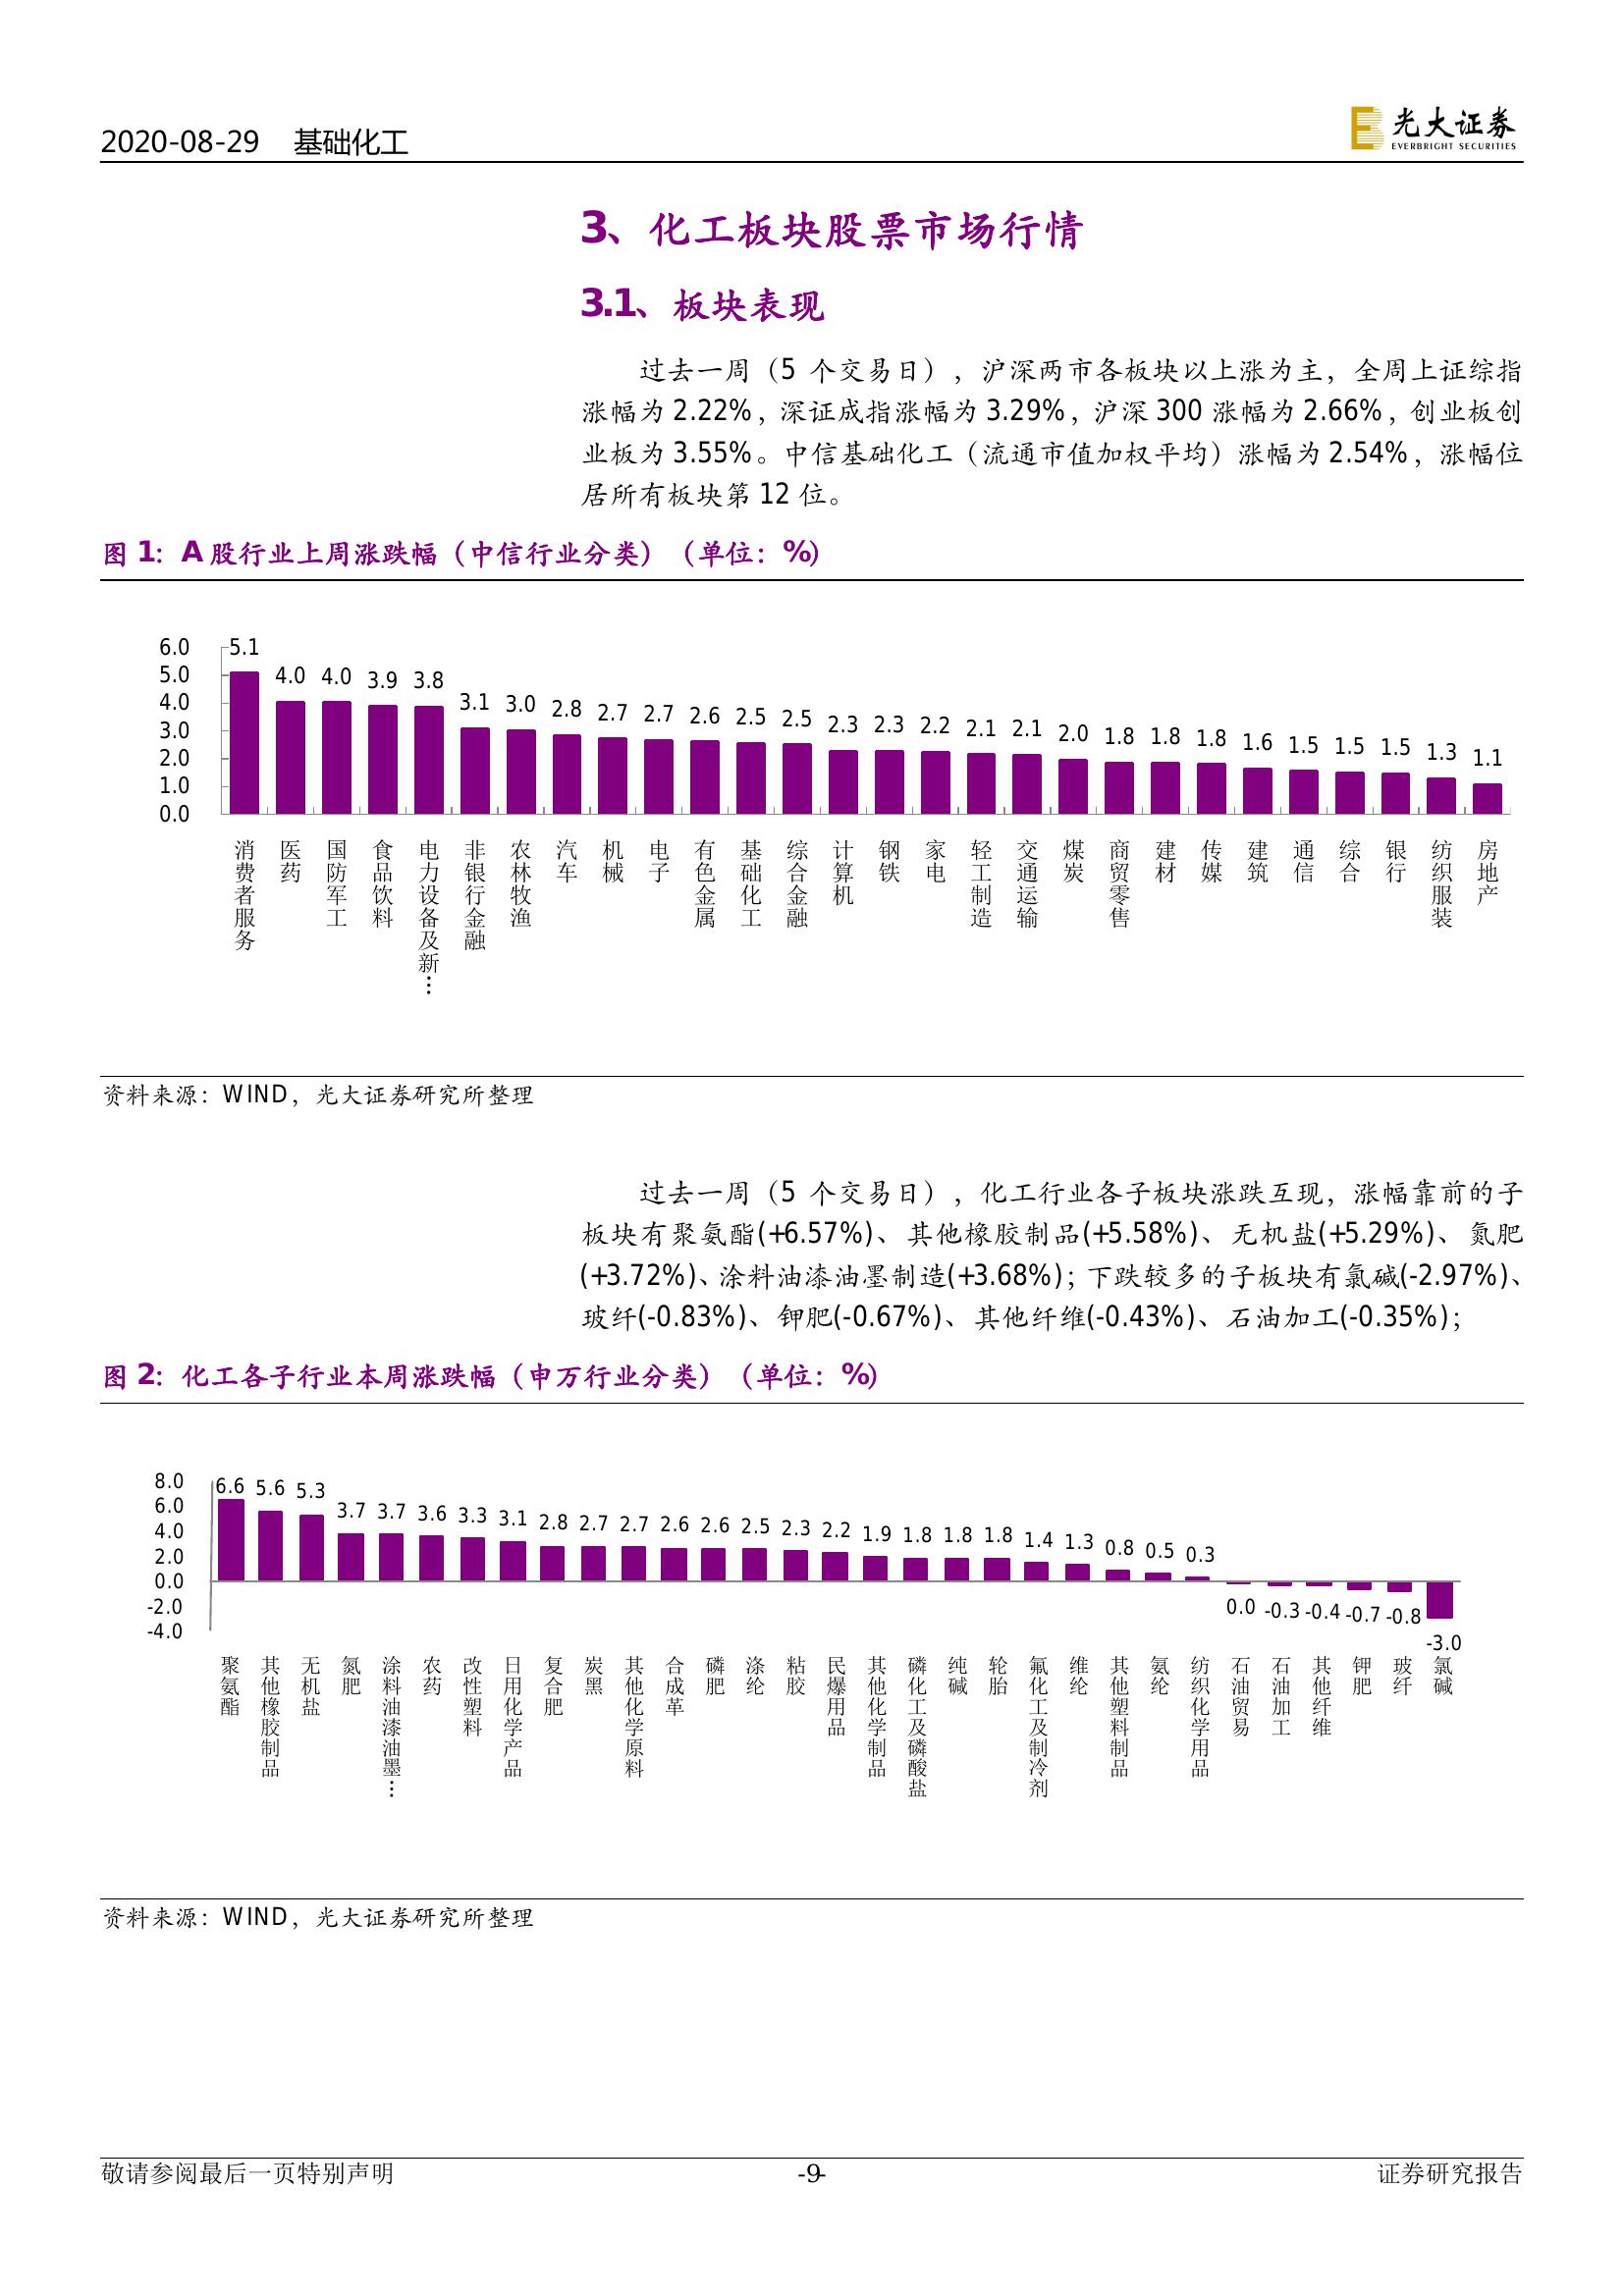 2020-08-29 基础化工
光大证券
EVERBRIGHT SECURITIES
3、化工板块股票市场行情
3.1、板块表现
过去一周（5 个交易日），沪深两市各板块以上涨为主，全周上证综指
涨幅为 2.22%，深证成指涨幅为 3.29%，沪深 300 涨幅为 2.66%，创业板创
业板为 3.55%。中信基础化工（流通市值加权平均）涨幅为 2.54%，涨幅位
居所有板块第 12 位。
图 1：A 股行业上周涨跌幅（中信行业分类）（单位：%）
6.0
5.0
4.0
3.0
2.0
1.0
0.0
5.1 4.0 4.0 3.9 3.8 3.1 3.0 2.8 2.7 2.7 2.6 2.5 2.5 2.3 2.3 2.2 2.1 2.1 2.0 1.8 1.8 1.8 1.6 1.5 1.5 1.5 1.3 1.1
消费者服务
医药
国防军工
食品饮料
电力设备及新…
非银行金融
农林牧渔
汽车
机械
电子
有色金属
基础化工
综合金融
计算机
钢铁
家电
轻工制造
交通运输
煤炭
商贸零售
建材
传媒
建筑
通信
综合
银行
纺织服装
房地产
资料来源：WIND，光大证券研究所整理
过去一周（5 个交易日），化工行业各子板块涨跌互现，涨幅靠前的子
板块有聚氨酯(+6.57%)、其他橡胶制品(+5.58%)、无机盐(+5.29%)、氮肥
(+3.72%)、涂料油漆油墨制造(+3.68%)；下跌较多的子板块有氯碱(-2.97%)、
玻纤(-0.83%)、钾肥(-0.67%)、其他纤维(-0.43%)、石油加工(-0.35%)；
图 2：化工各子行业本周涨跌幅（申万行业分类）（单位：%）
8.0
6.0
4.0
2.0
0.0
-2.0
-4.0
6.6 5.6 5.3 3.7 3.7 3.6 3.3 3.1 2.8 2.7 2.7 2.6 2.6 2.5 2.3 2.2 1.9 1.8 1.8 1.8 1.4 1.3 0.8 0.5 0.3 0.0 -0.3 -0.4 -0.7 -0.8 -3.0
聚氨酯
其他橡胶制品
无机盐
氮肥
涂料油漆油墨…
农药
改性塑料
日用化学产品
复合肥
炭黑
其他化学原料
合成革
磷肥
涤纶
粘胶
民爆用品
其他化学制品
磷化工及磷酸盐
纯碱
轮胎
氟化工及制冷剂
维纶
其他塑料制品
氨纶
纺织化学用品
石油贸易
石油加工
其他纤维
钾肥
玻纤
氯碱
资料来源：WIND，光大证券研究所整理
敬请参阅最后一页特别声明 -9- 证券研究报告